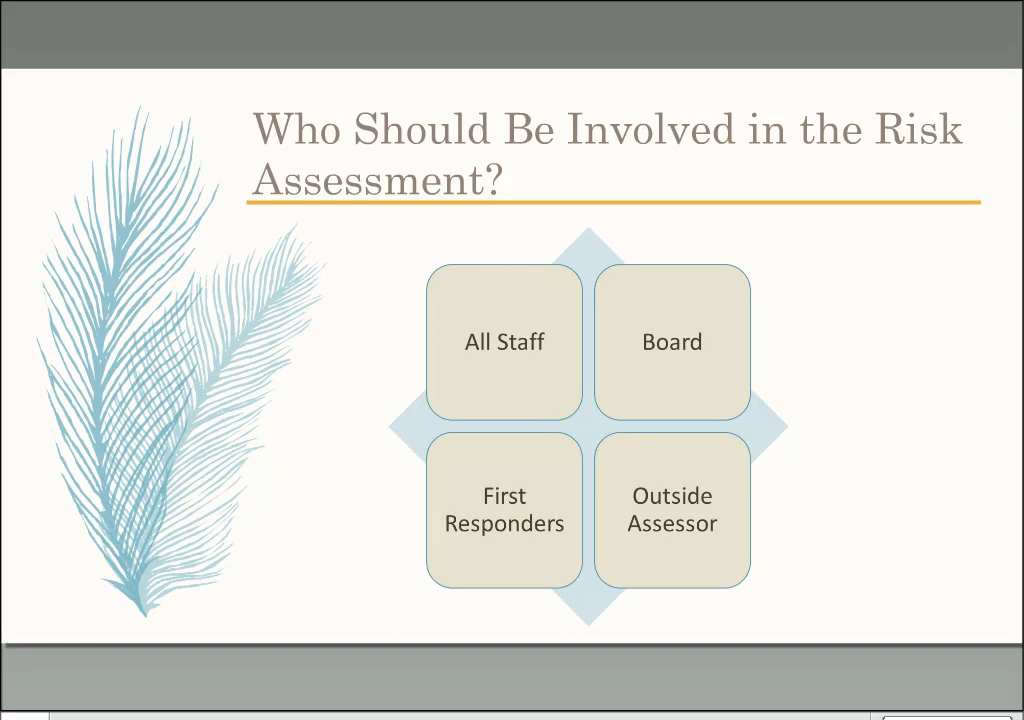 Who Should Be Involved in the Risk
Assessment?
All Staff
Board
First
Responders
Outside
Assessor